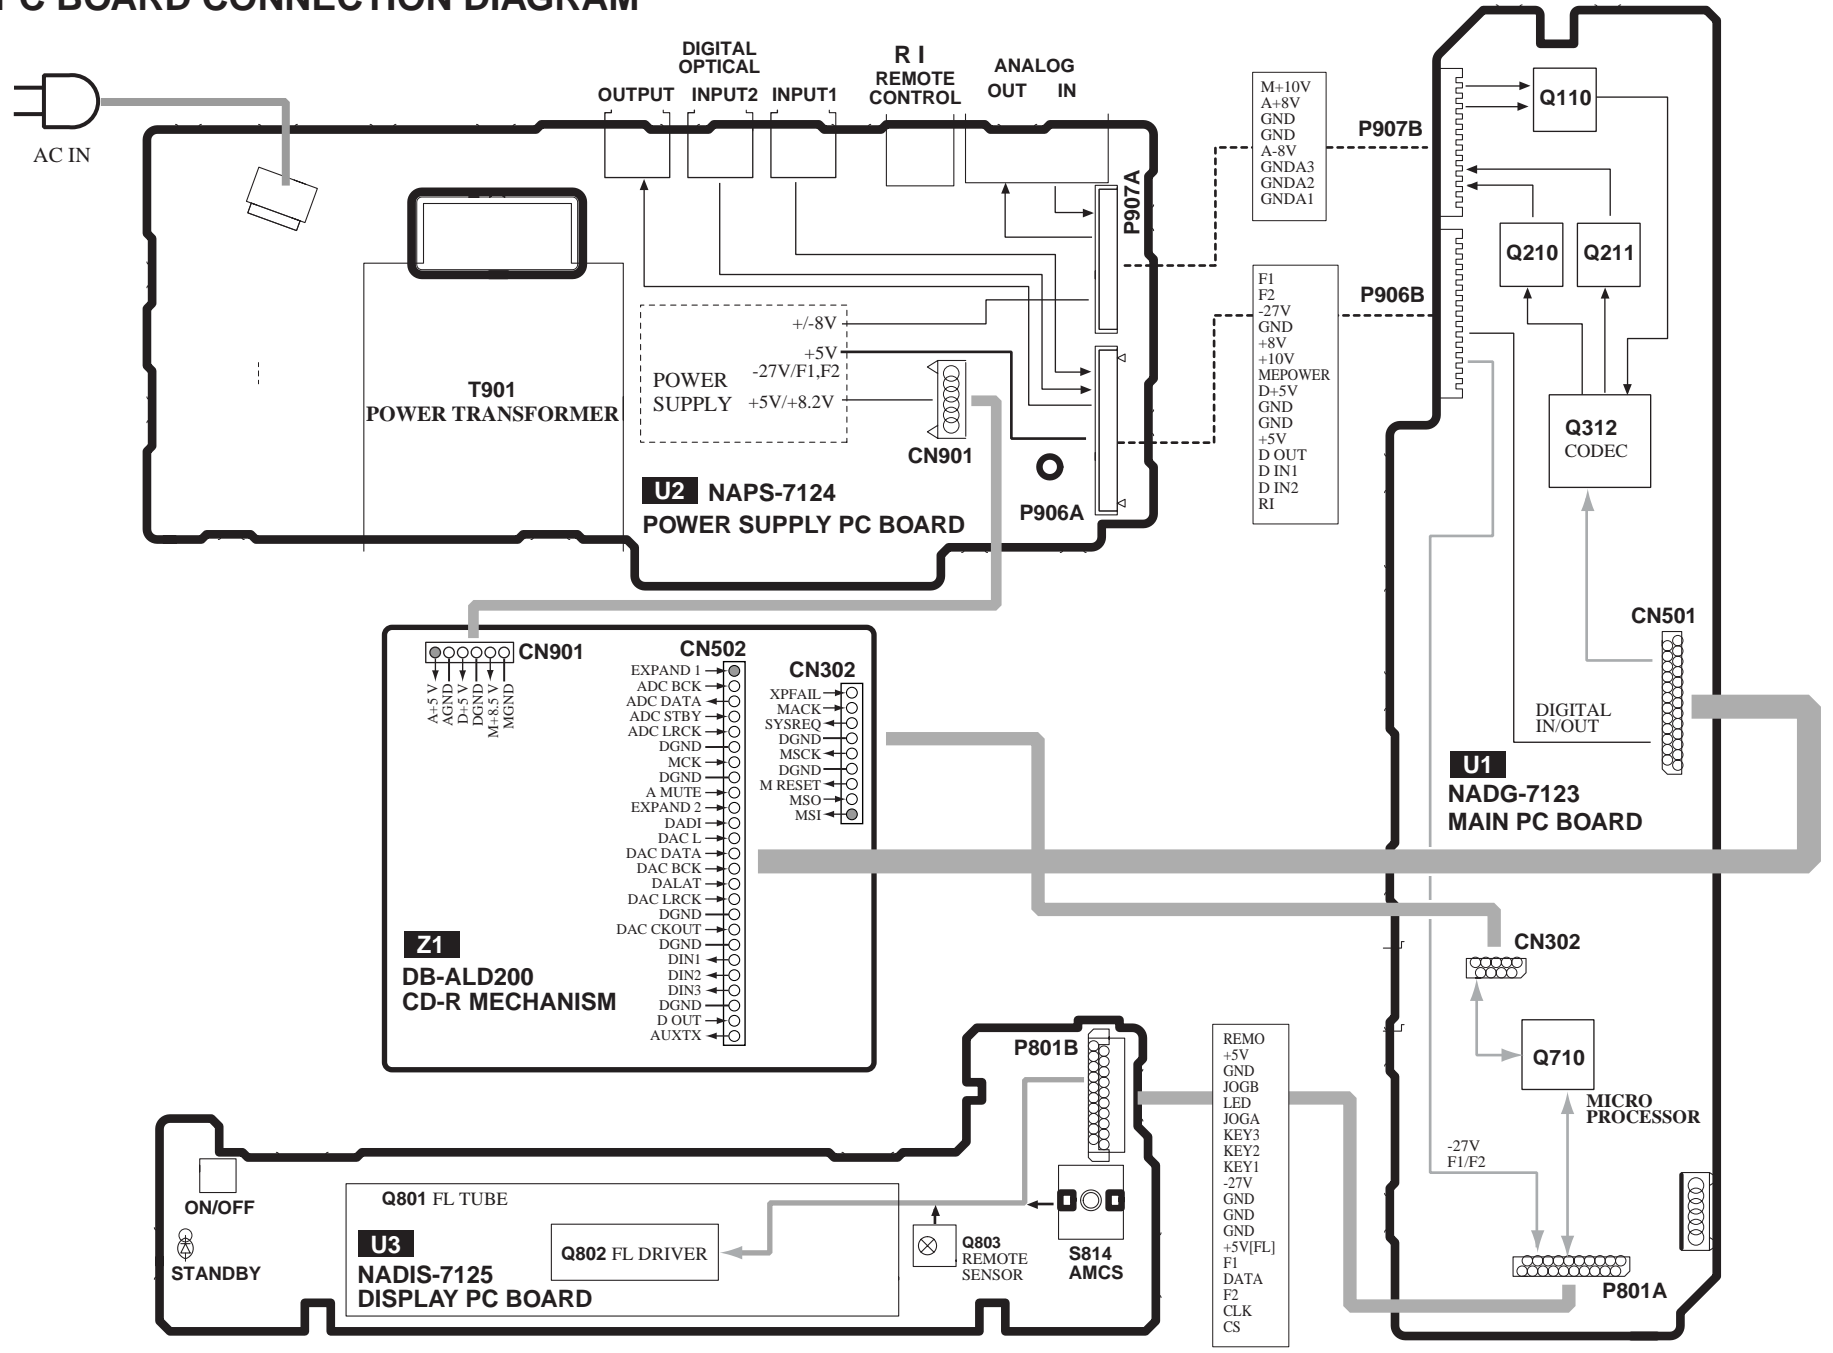 PC BOARD CONNECTION DIAGRAM
AC IN
DIGITAL
OPTICAL
OUTPUT
INPUT2
INPUT1
R I
REMOTE
CONTROL
ANALOG
OUT IN
P907A
+/-8V
+5V
-27V/F1,F2
+5V/+8.2V
POWER
SUPPLY
T901
POWER TRANSFORMER
CN901
U2 NAPS-7124
POWER SUPPLY PC BOARD
P906A
M+10V
A+8V
GND
GND
A-8V
GNDA3
GNDA2
GNDA1
P907B
F1
F2
-27V
GND
+8V
+10V
MEPOWER
D+5V
GND
GND
+5V
D OUT
D IN1
D IN2
RI
P906B
Q110
Q210
Q211
Q312
CODEC
CN501
DIGITAL
IN/OUT
U1
NADG-7123
MAIN PC BOARD
CN302
Q710
MICRO
PROCESSOR
-27V
F1/F2
P801A
CN901
A+5 V
AGND
D+5 V
DGND
M+8.5 V
MGND
CN502
EXPAND 1
ADC BCK
ADC DATA
ADC STBY
ADC LRCK
DGND
MCK
DGND
A MUTE
EXPAND 2
DADI
DAC L
DAC DATA
DAC BCK
DALAT
DAC LRCK
DGND
DAC CKOUT
DGND
DIN1
DIN2
DIN3
DGND
D OUT
AUXTX
CN302
XPFAIL
MACK
SYSREQ
DGND
MSCK
DGND
M RESET
MSO
MSI
Z1
DB-ALD200
CD-R MECHANISM
P801B
REMO
+5V
GND
JOGB
LED
JOGA
KEY3
KEY2
KEY1
-27V
GND
GND
GND
+5V[FL]
F1
DATA
F2
CLK
CS
ON/OFF
STANDBY
Q801 FL TUBE
U3
NADIS-7125
DISPLAY PC BOARD
Q802 FL DRIVER
Q803
REMOTE
SENSOR
S814
AMCS